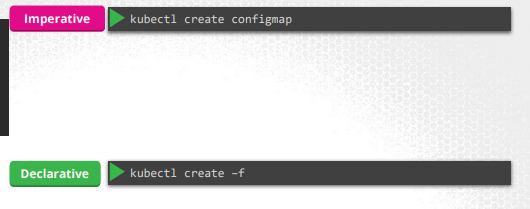 Imperative
kubectl create configmap
Declarative
kubectl create –f